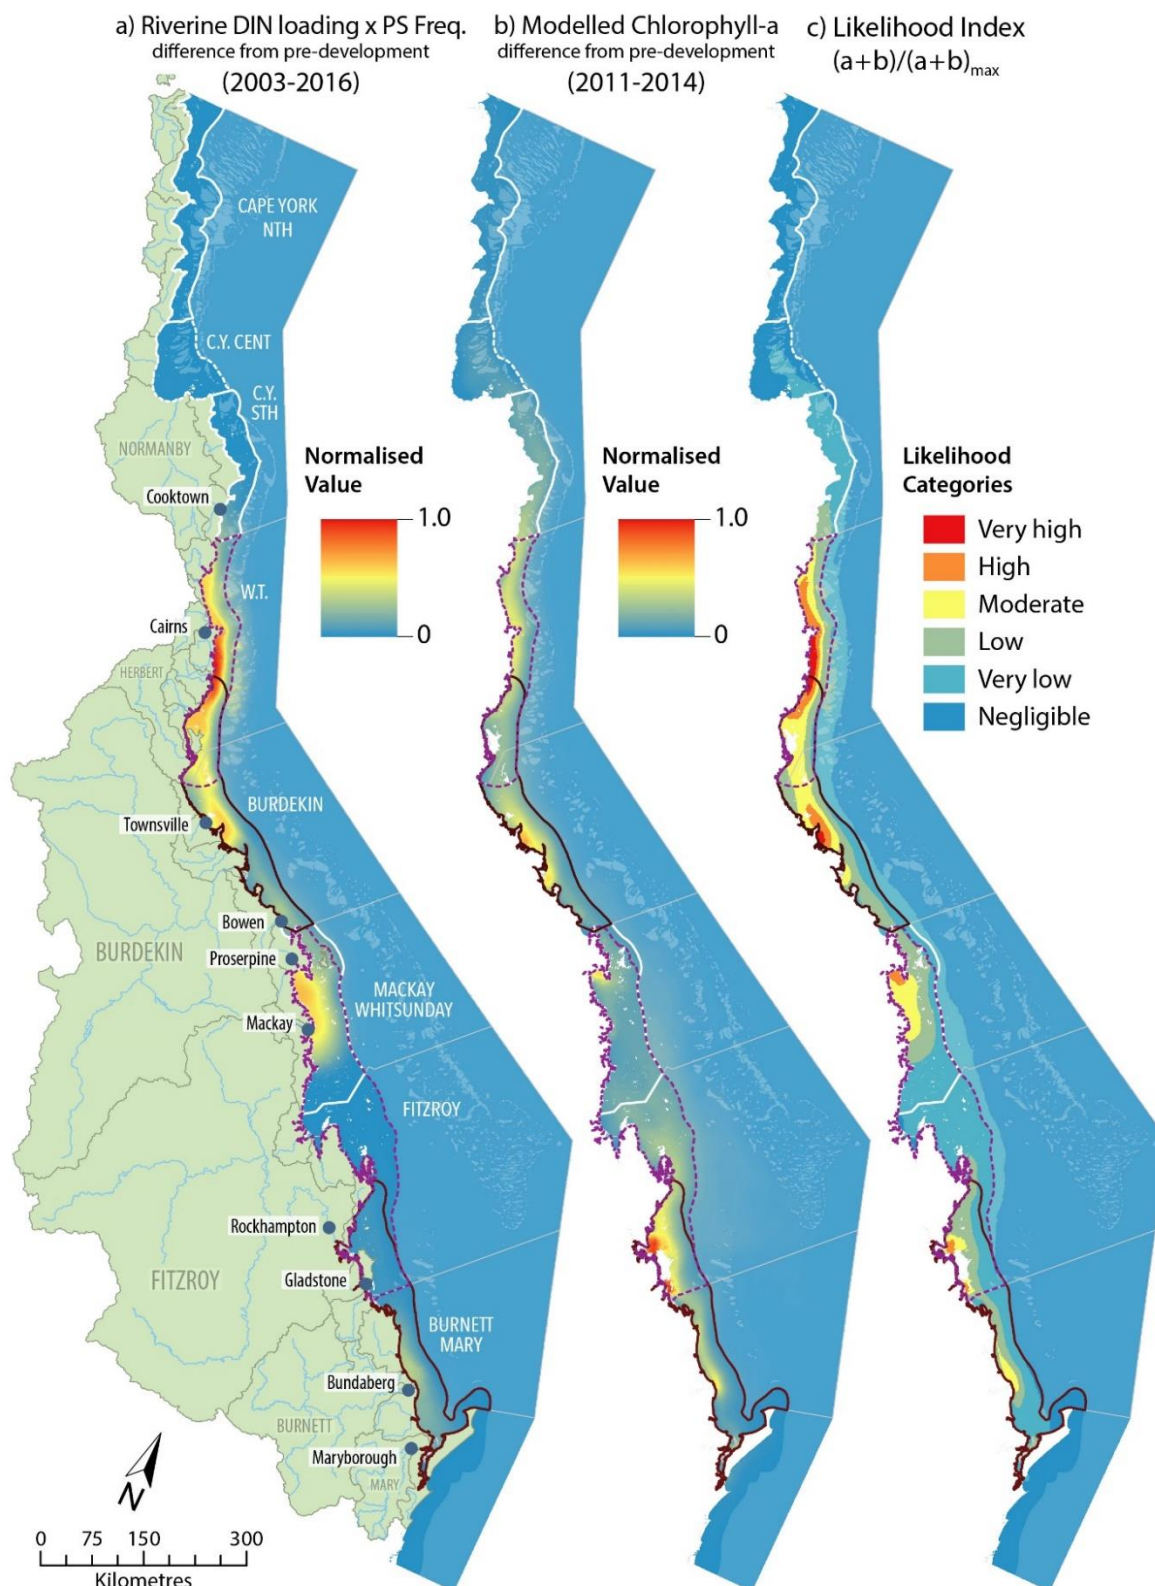 a) Riverine DIN loading x PS Freq.
difference from pre-development
(2003-2016)
b) Modelled Chlorophyll-a
difference from pre-development
(2011-2014)
c) Likelihood Index
(a+b)/(a+b)max
CAPE YORK
NTH
C.Y. CENT
C.Y.
STH
NORMANBY
Cooktown
W.T.
Cairns
HERBERT
BURDEKIN
Townsville
Bowen
BURDEKIN
Proserpine
MACKAY
WHITSUNDAY
Mackay
FITZROY
Rockhampton
FITZROY
Gladstone
BURNETT
MARY
Bundaberg
BURNETT
Maryborough
MARY
N
0 75 150 300
Kilometres
Normalised
Value
1.0
0
Normalised
Value
1.0
0
Likelihood
Categories
Very high
High
Moderate
Low
Very low
Negligible